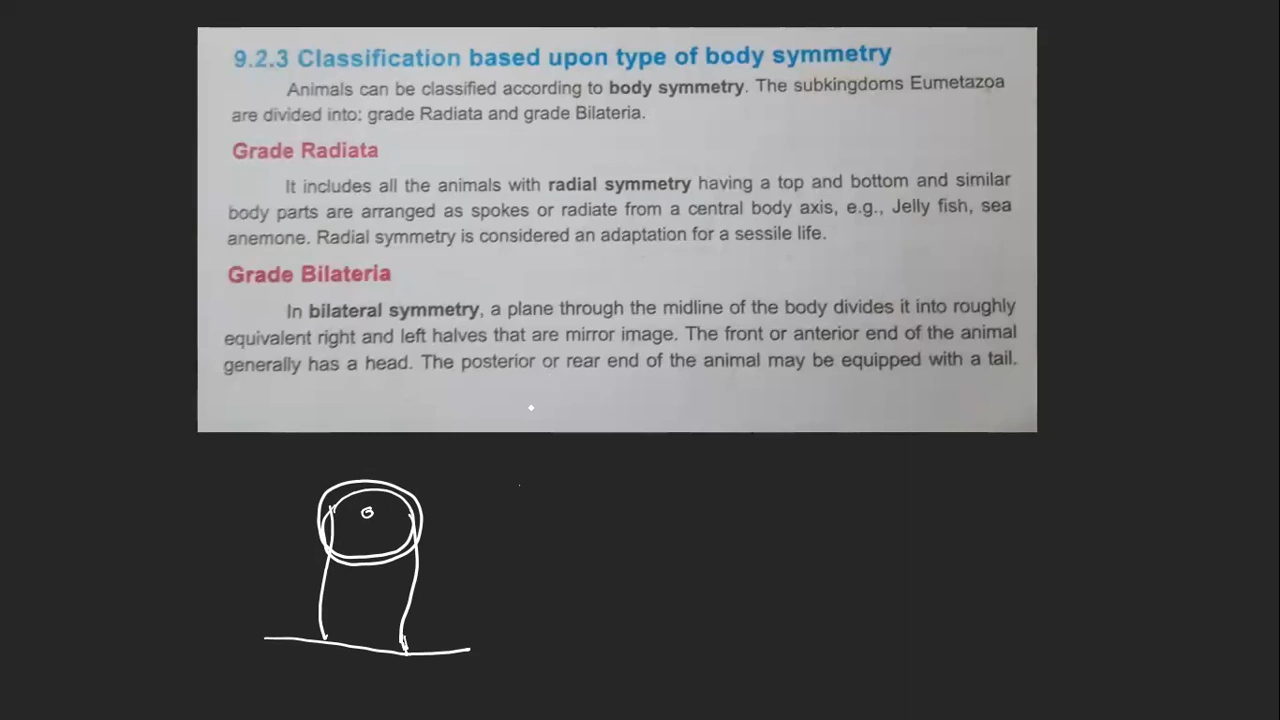 9.2.3 Classification based upon type of body symmetry
Animals can be classified according to body symmetry. The subkingdoms Eumetazoa
are divided into: grade Radiata and grade Bilateria.
Grade Radiata
It includes all the animals with radial symmetry having a top and bottom and similar
body parts are arranged as spokes or radiate from a central body axis, e.g., Jelly fish, sea
anemone. Radial symmetry is considered an adaptation for a sessile life.
Grade Bilateria
In bilateral symmetry, a plane through the midline of the body divides it into roughly
equivalent right and left halves that are mirror image. The front or anterior end of the animal
generally has a head. The posterior or rear end of the animal may be equipped with a tail.